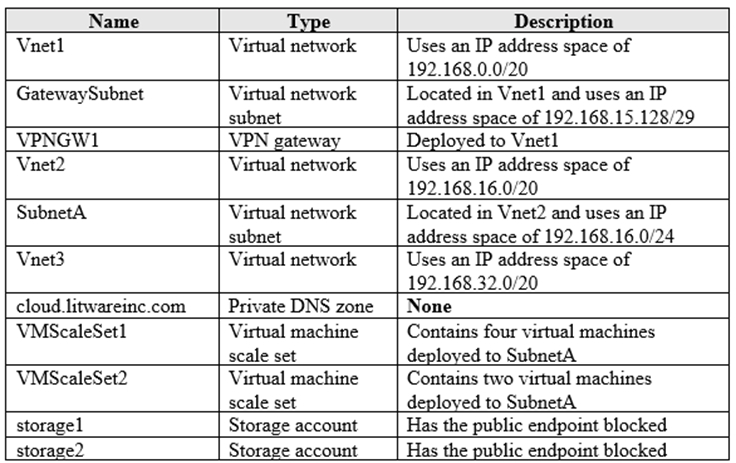 Name Type Description
Vnet1 Virtual network Uses an IP address space of
192.168.0.0/20
GatewaySubnet Virtual network Located in Vnet1 and uses an IP
subnet address space of 192.168.15.128/29
VPNGW1 VPN gateway Deployed to Vnet1
Vnet2 Virtual network Uses an IP address space of
192.168.16.0/20
SubnetA Virtual network Located in Vnet2 and uses an IP
subnet address space of 192.168.16.0/24
Vnet3 Virtual network Uses an IP address space of
192.168.32.0/20
cloud.litwareinc.com Private DNS zone None
VMScaleSet1 Virtual machine Contains four virtual machines
scale set deployed to SubnetA
VMScaleSet2 Virtual machine Contains two virtual machines
scale set deployed to SubnetA
storage1 Storage account Has the public endpoint blocked
storage2 Storage account Has the public endpoint blocked